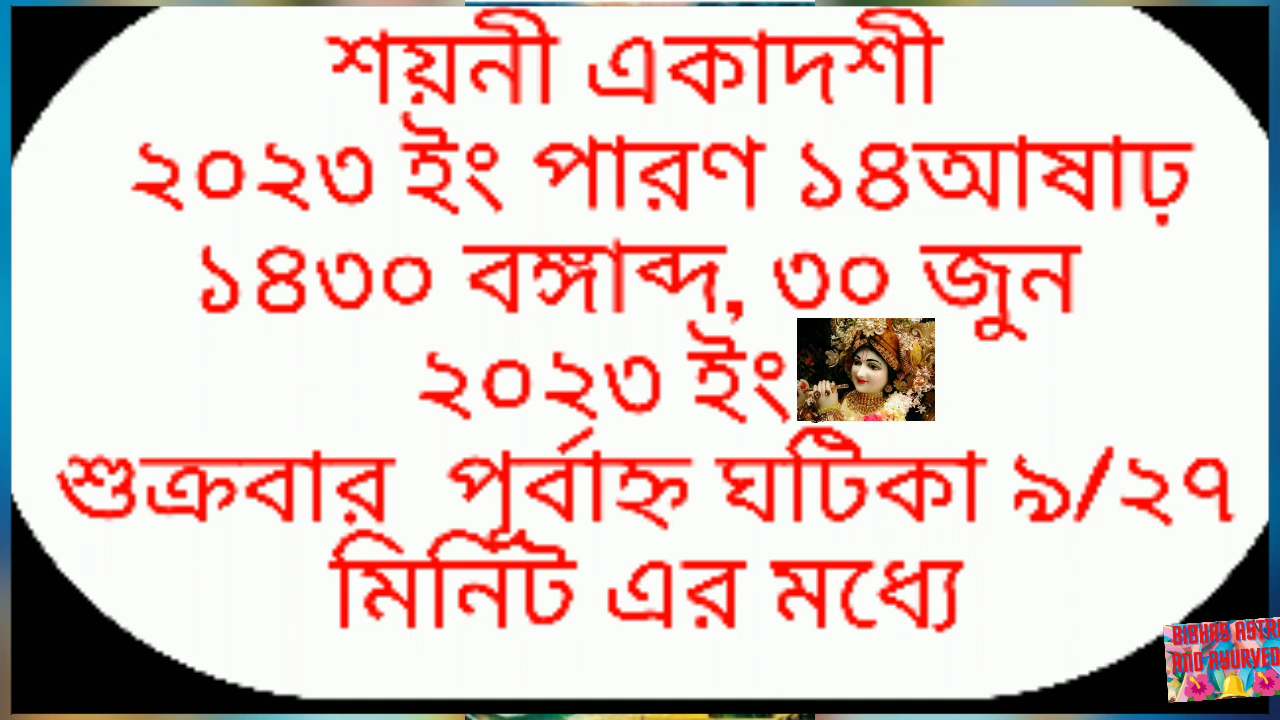 শয়নী একাদশী
২০২৩ ইং পারণ ১৪আষাঢ়
১৪৩০ বঙ্গাব্দ, ৩০ জুন
২০২৩ ইং
শুক্রবার পূর্বাহ্ন ঘটিকা ৯/২৭
মিনিট এর মধ্যে
BIBHAS ASTR
AND AYURVED